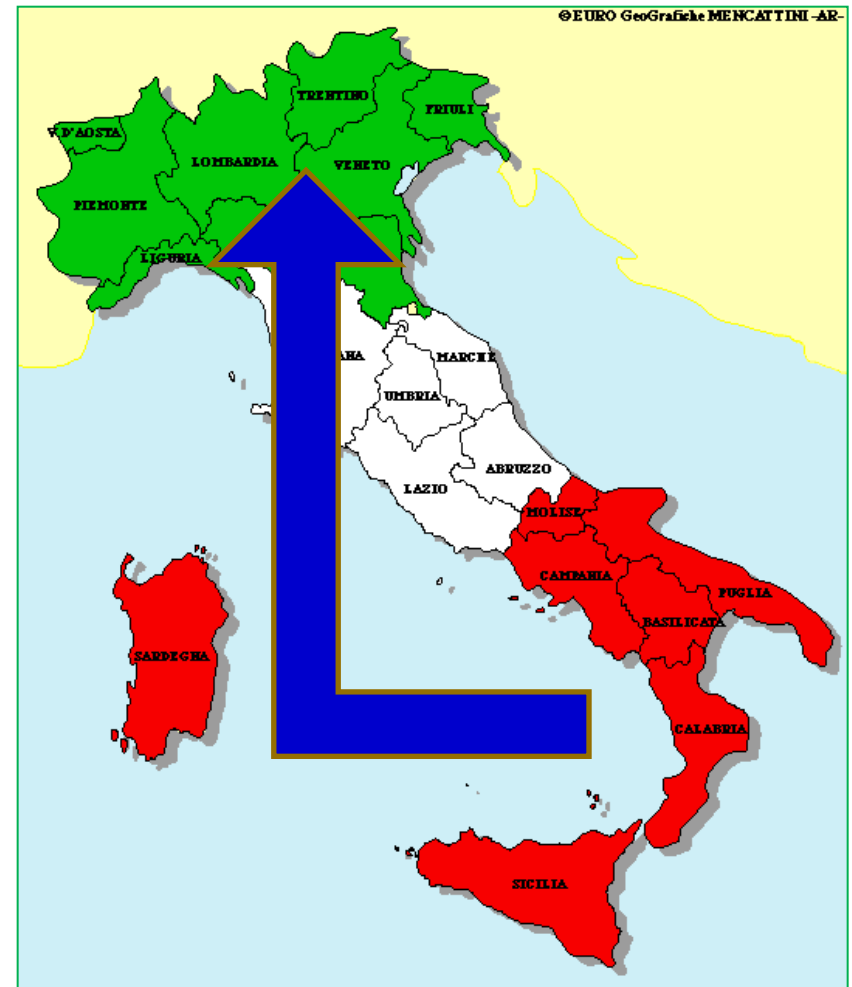 ©EURO GeoGrafiche MENCATTINI -AR-
TRENTINO
FRIULI
V.D'AOSTA
LOMBARDIA
VENETO
PIEMONTE
LIGURIA
ANA
MARCHE
UMBRIA
ABRUZZO
LAZIO
MOLISE
CAMPANIA
PUGLIA
BASILICATA
SARDEGNA
CALABRIA
SICILIA